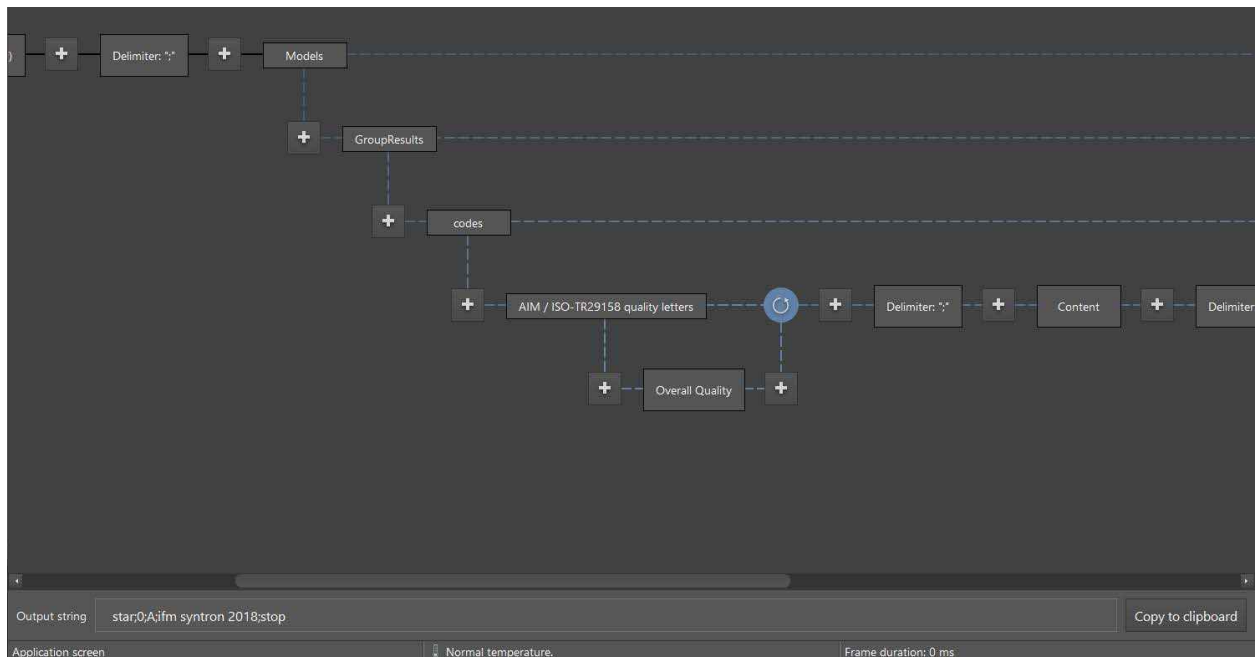 ) + Delimiter: ";" + Models
+ GroupResults
+ codes
+ AIM / ISO-TR29158 quality letters + Delimiter: ";" + Content + Delimiter:
+ Overall Quality +
Output string star;0;A;ifm syntron 2018;stop Copy to clipboard
Application screen Normal temperature. Frame duration: 0 ms